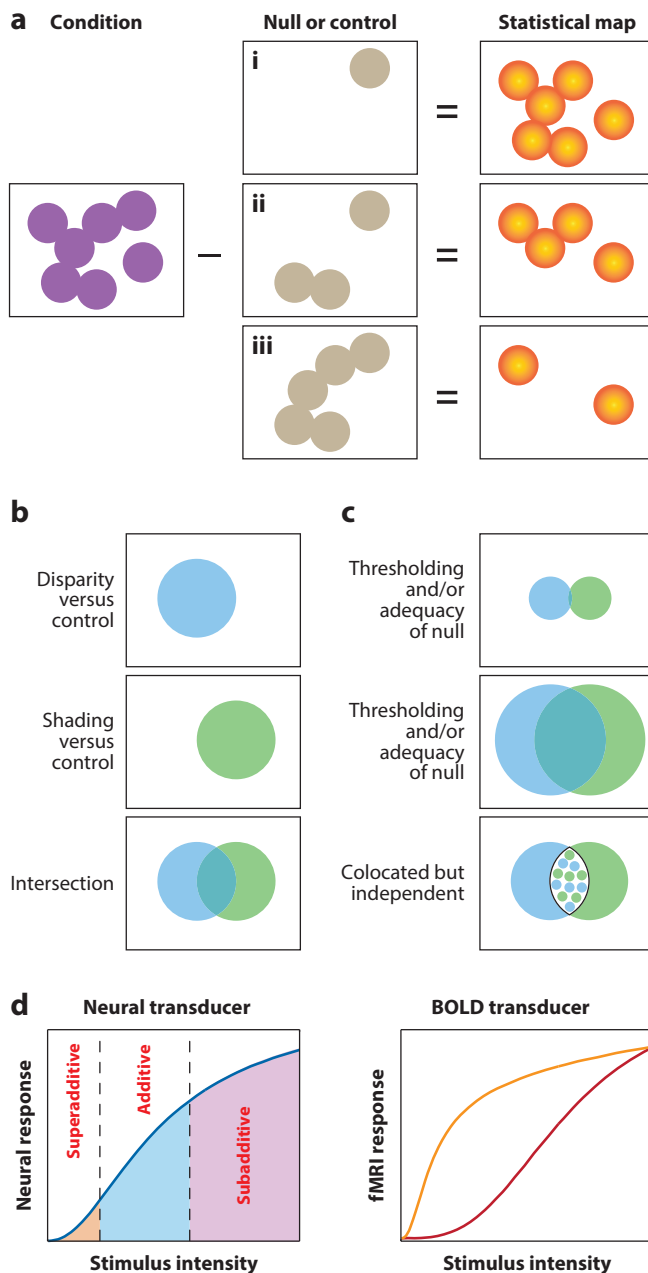 a
Condition
Null or control
Statistical map
i
=
–
ii
=
iii
=
b
Disparity
versus
control
Shading
versus
control
Intersection
c
Thresholding
and/or
adequacy
of null
Thresholding
and/or
adequacy
of null
Colocated but
independent
d
Neural transducer
Neural response
Superadditive
Additive
Subadditive
Stimulus intensity
BOLD transducer
fMRI response
Stimulus intensity